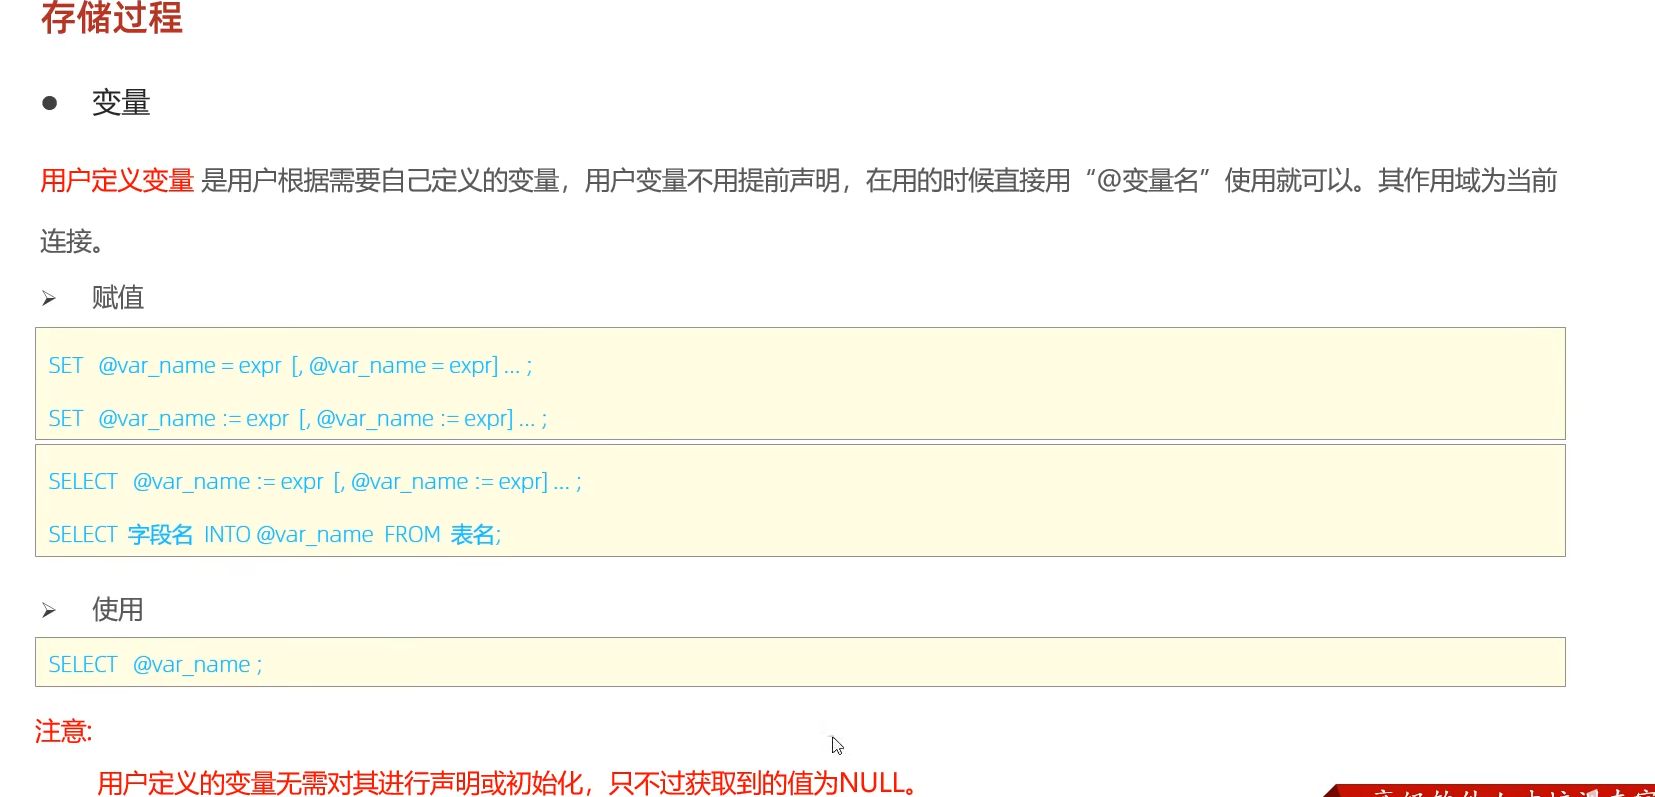 存储过程
变量
用户定义变量 是用户根据需要自己定义的变量，用户变量不用提前声明，在用的时候直接用“@变量名”使用就可以。其作用域为当前
连接。
赋值
SET @var_name = expr [, @var_name = expr] ... ;
SET @var_name := expr [, @var_name := expr] ... ;
SELECT @var_name := expr [, @var_name := expr] ... ;
SELECT 字段名 INTO @var_name FROM 表名;
使用
SELECT @var_name ;
注意:
用户定义的变量无需对其进行声明或初始化，只不过获取到的值为NULL。